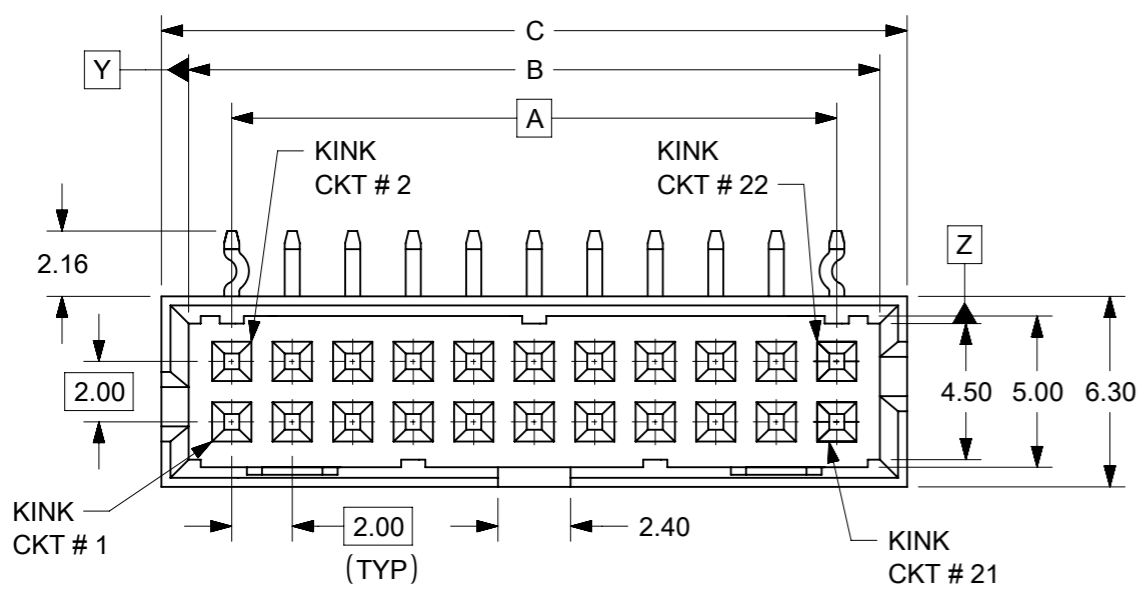 C
Y
B
A
KINK
CKT # 2
KINK
CKT # 22
2.16
Z
2.00
4.50
5.00
6.30
KINK
CKT # 1
2.00
(TYP)
2.40
KINK
CKT # 21